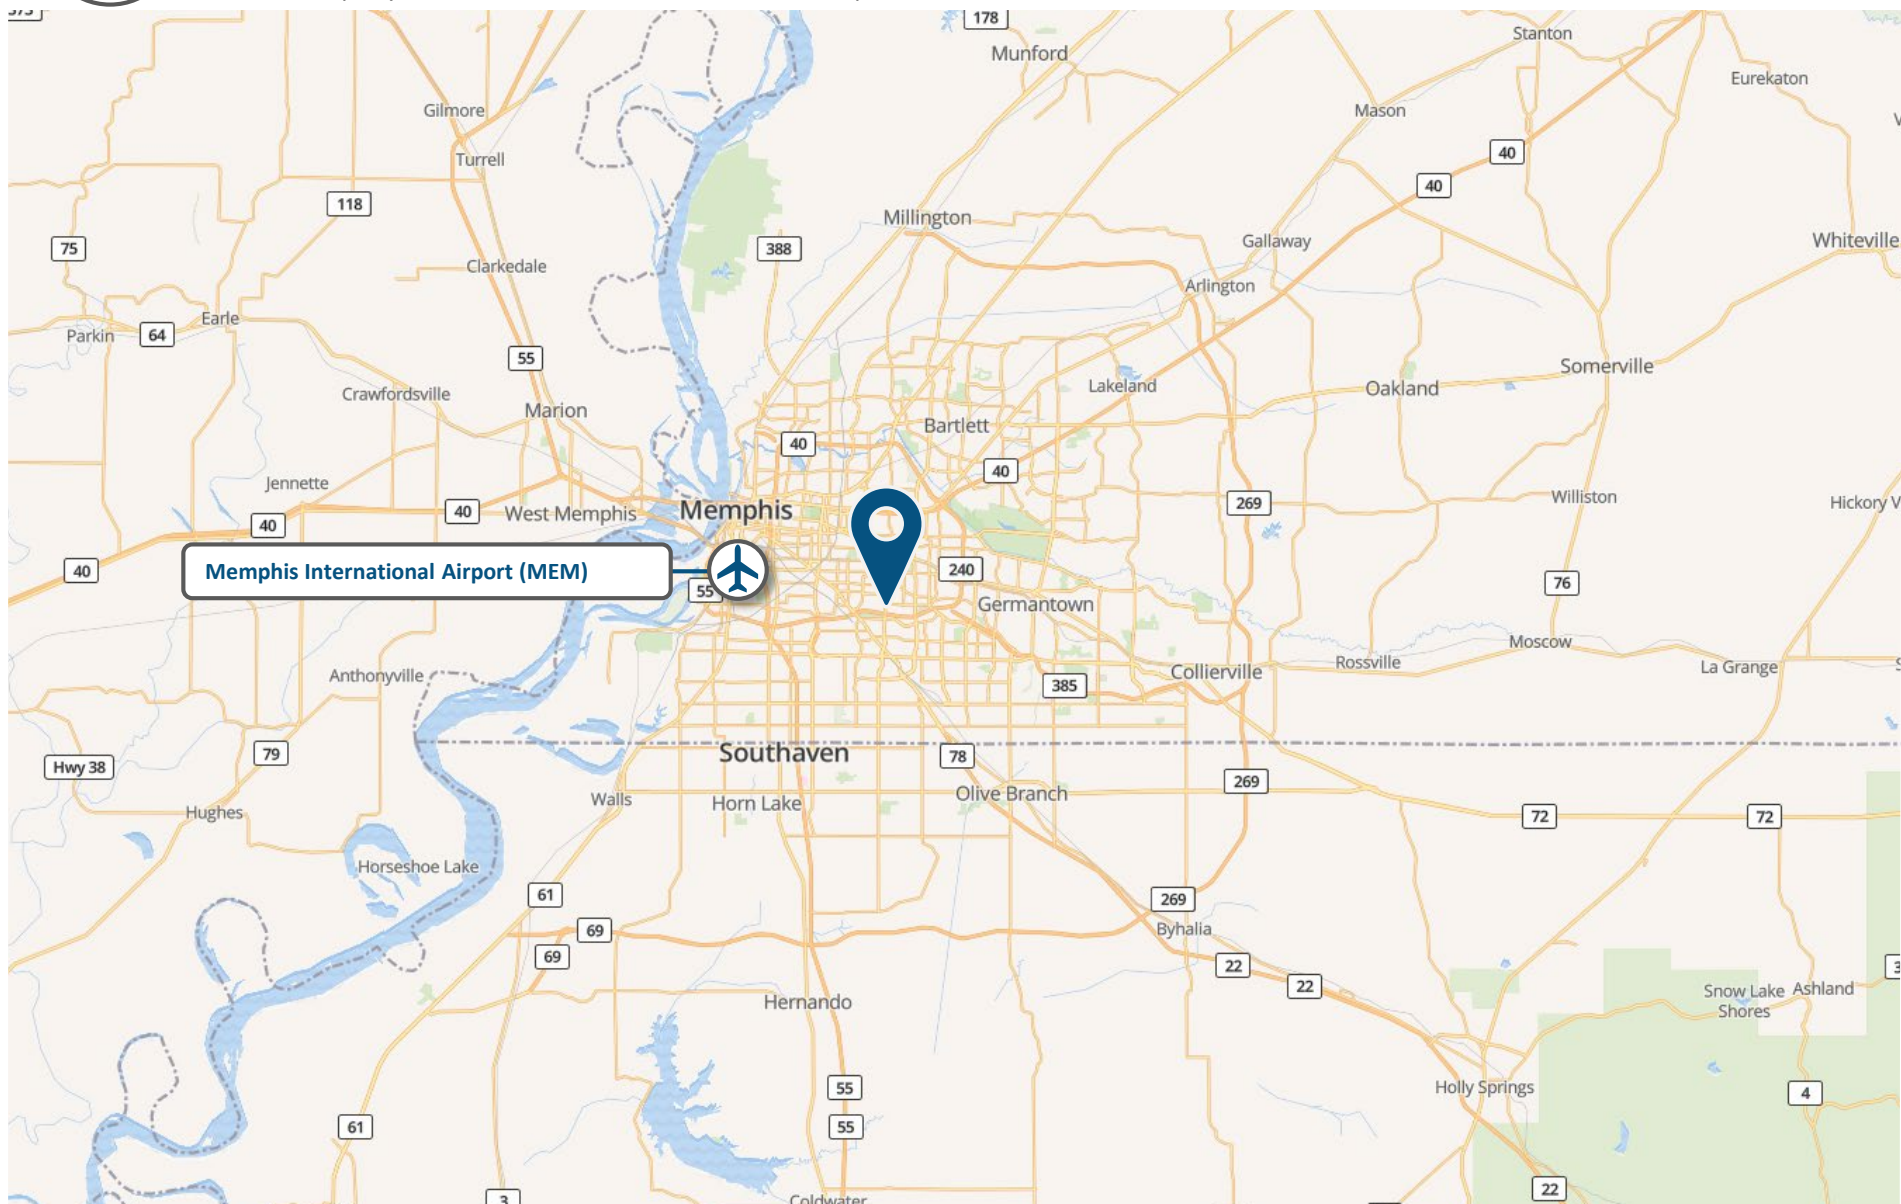 178
Munford
Stanton
Eurekaton
Gilmore
Mason
Turrell
40
40
118
Millington
75
388
Gallaway
Whiteville
Clarkedale
Arlington
Earle
Parkin
64
55
Somerville
Crawfordsville
Lakeland
Oakland
Marion
Bartlett
40
40
Jennette
Williston
269
Hickory V
40
West Memphis
Memphis
40
40
Memphis International Airport (MEM)
240
76
55
Germantown
Moscow
Rossville
La Grange
Anthonyville
Collierville
385
79
Southaven
78
Hwy 38
269
Walls
Horn Lake
Olive Branch
Hughes
72
72
Horseshoe Lake
61
269
69
Byhalia
69
22
22
Snow Lake
Shores
Ashland
Hernando
55
Holly Springs
4
61
55
22
3
Coldwater